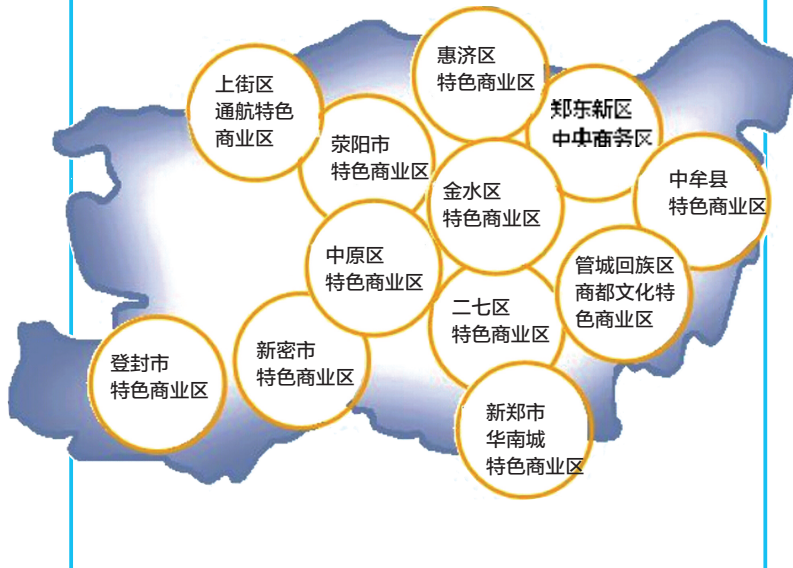 惠济区
特色商业区
上街区
通航特色
商业区
郑东新区
中央商务区
荥阳市
特色商业区
金水区
特色商业区
中牟县
特色商业区
中原区
特色商业区
管城回族区
商都文化特
色商业区
二七区
特色商业区
新密市
特色商业区
登封市
特色商业区
新郑市
华南城
特色商业区